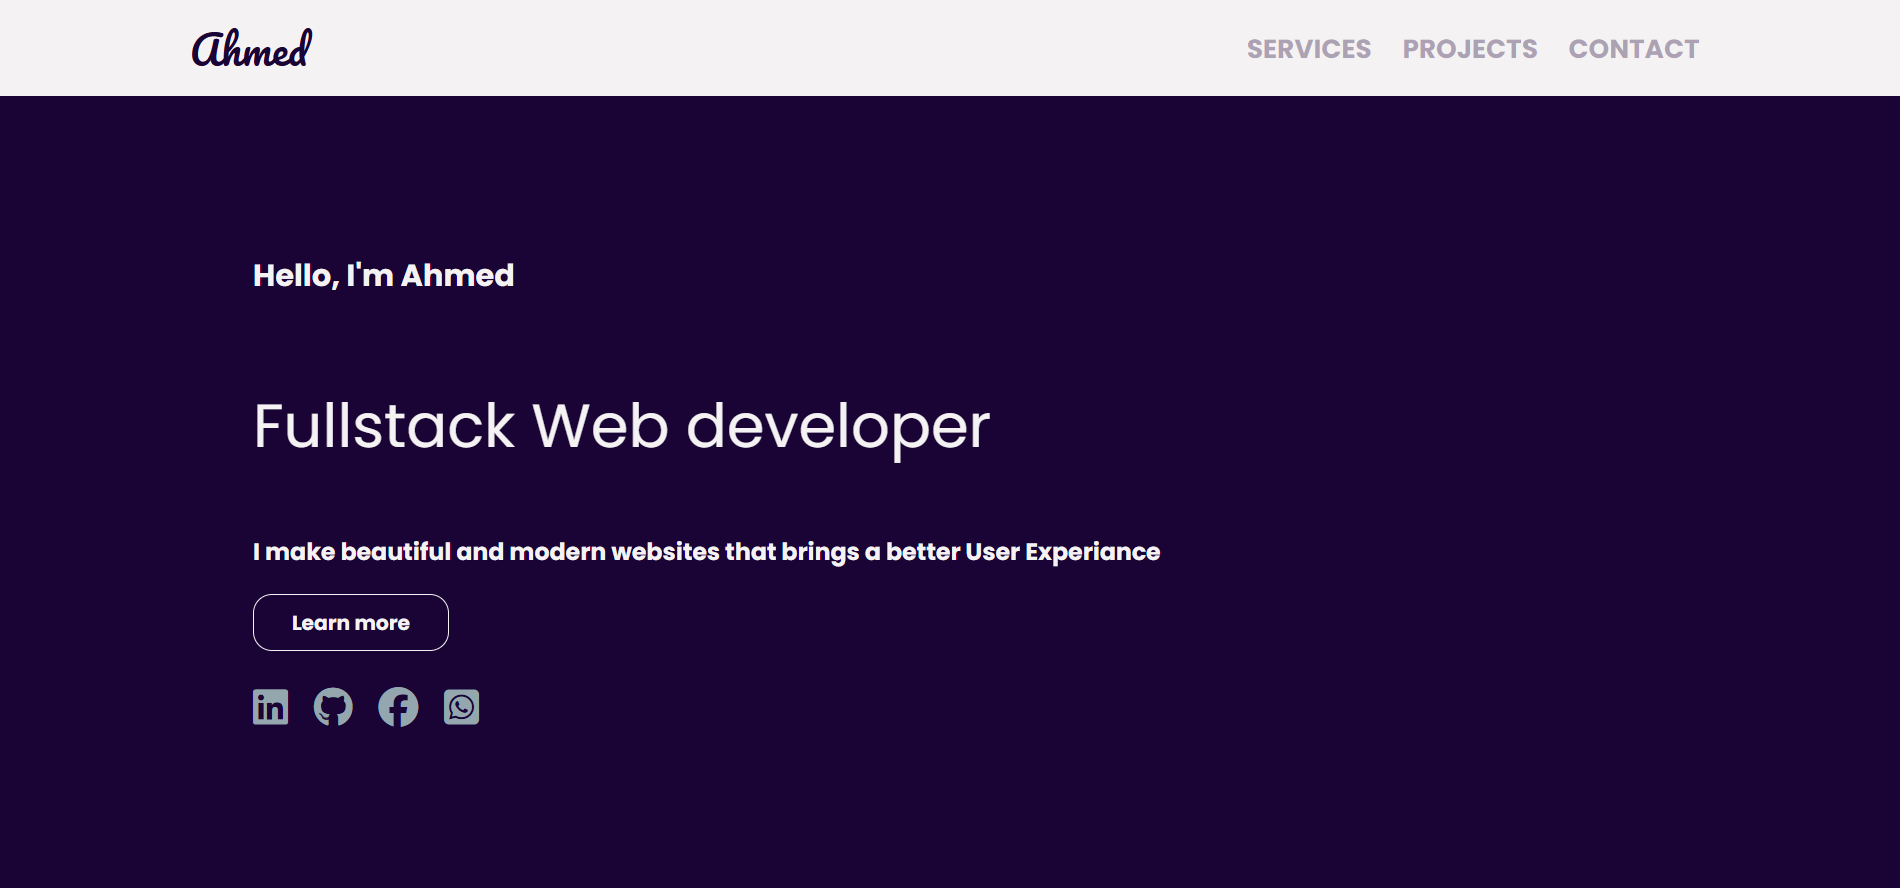 Ahmed
SERVICES PROJECTS CONTACT
Hello, I'm Ahmed
Fullstack Web developer
I make beautiful and modern websites that brings a better User Experiance
Learn more